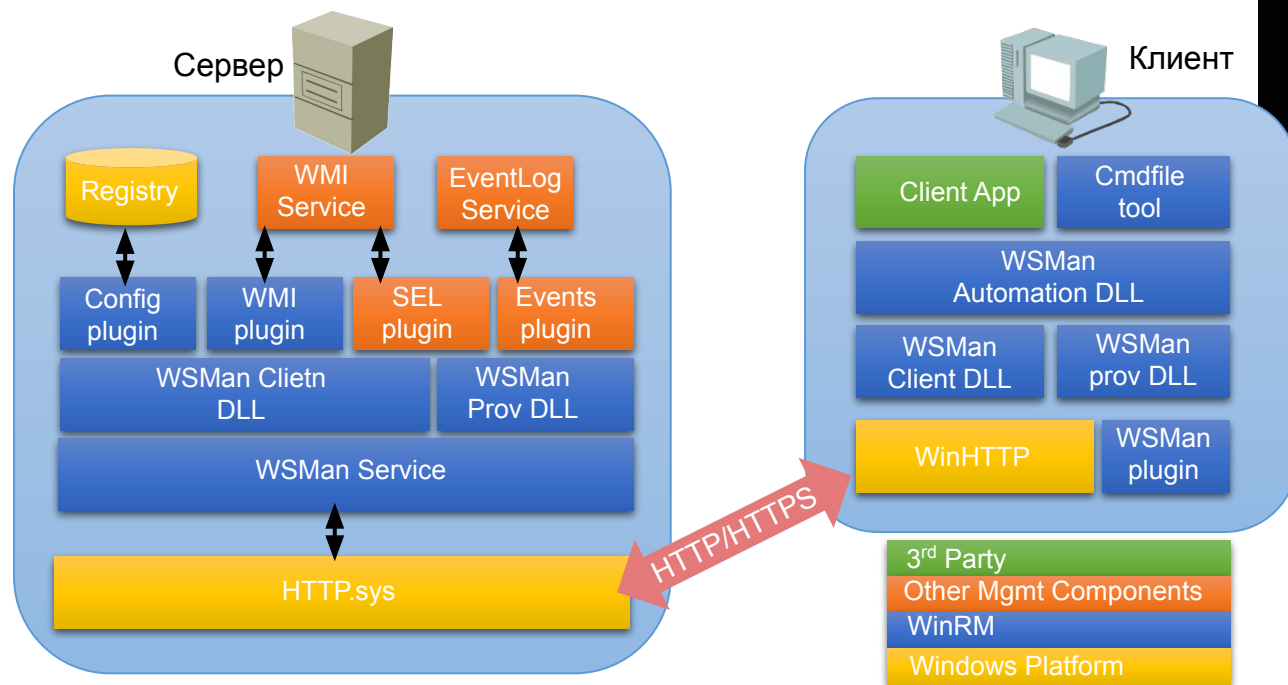 Сервер
Registry
WMI
Service
EventLog
Service
Config
plugin
WMI
plugin
SEL
plugin
Events
plugin
WSMan Clietn
DLL
WSMan
Prov DLL
WSMan Service
HTTP.sys
HTTP/HTTPS
Клиент
Client App
Cmdfile
tool
WSMan
Automation DLL
WSMan
Client DLL
WSMan
prov DLL
WinHTTP
WSMan
plugin
3rd Party
Other Mgmt Components
WinRM
Windows Platform